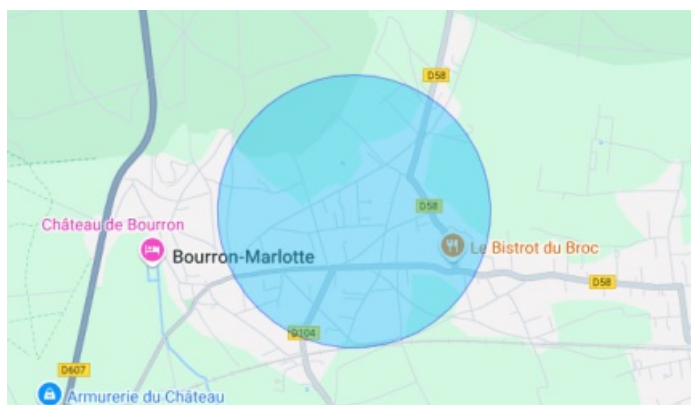 D58
D58
Château de Bourron
Bourron-Marlotte
Le Bistrot du Broc
D58
D104
D607
Armurerie du Château